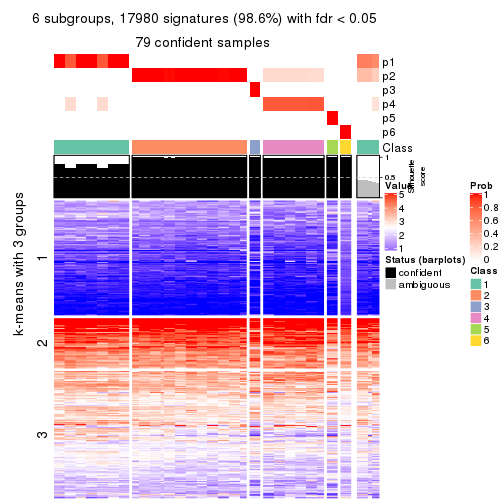 6 subgroups, 17980 signatures (98.6%) with fdr < 0.05
79 confident samples
p1
p2
p3
p4
p5
p6
Class
1
0.5
0
Silhouette
score
k-means with 3 groups
1
2
3
Value
5
4
3
2
1
Status (barplots)
confident
ambiguous
Prob
1
0.8
0.6
0.4
0.2
0
Class
1
2
3
4
5
6